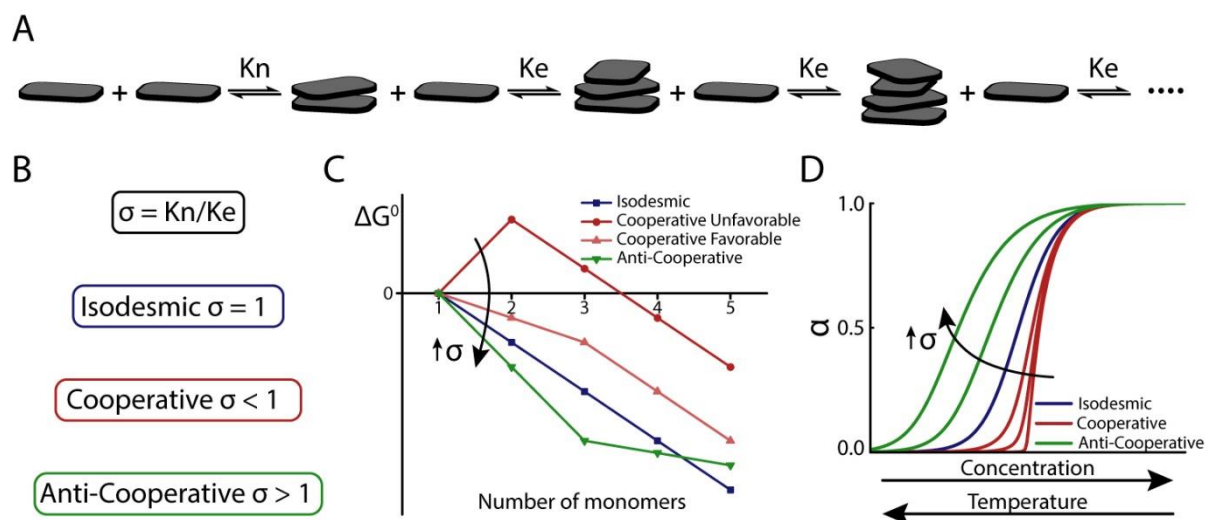 A
Kn
Ke
Ke
Ke
+ + + + ....
B
σ = Kn/Ke
Isodesmic σ = 1
Cooperative σ < 1
Anti-Cooperative σ > 1
C
ΔG⁰
0
Isodesmic
Cooperative Unfavorable
Cooperative Favorable
Anti-Cooperative
1 2 3 4 5
↑σ
Number of monomers
D
1.0
0.5
0.0
α
↑σ
Isodesmic
Cooperative
Anti-Cooperative
Concentration
Temperature